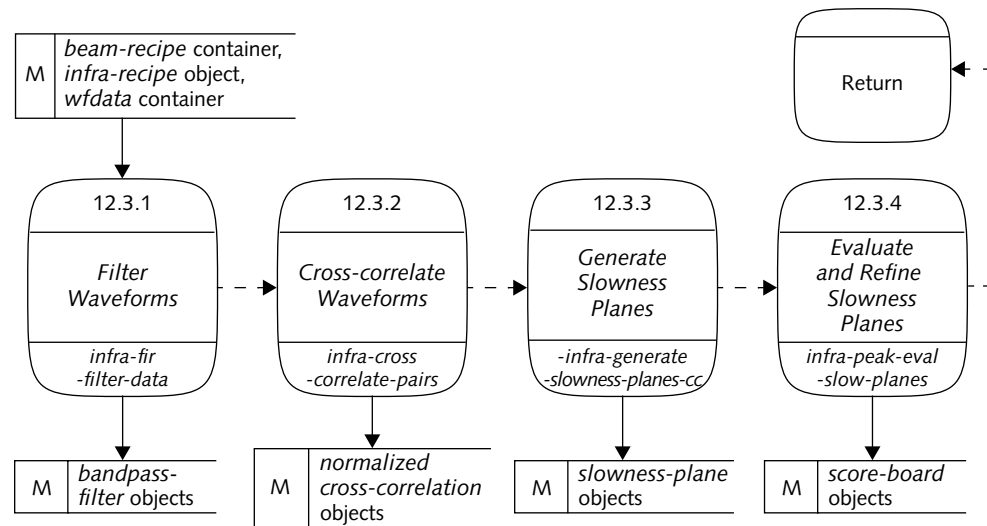 M
beam-recipe container,
infra-recipe object,
wfdata container
Return
12.3.1
Filter
Waveforms
infra-fir
-filter-data
12.3.2
Cross-correlate
Waveforms
infra-cross
-correlate-pairs
12.3.3
Generate
Slowness
Planes
-infra-generate
-slowness-planes-cc
12.3.4
Evaluate
and Refine
Slowness
Planes
infra-peak-eval
-slow-planes
M
bandpass-
filter objects
M
normalized
cross-correlation
objects
M
slowness-plane
objects
M
score-board
objects